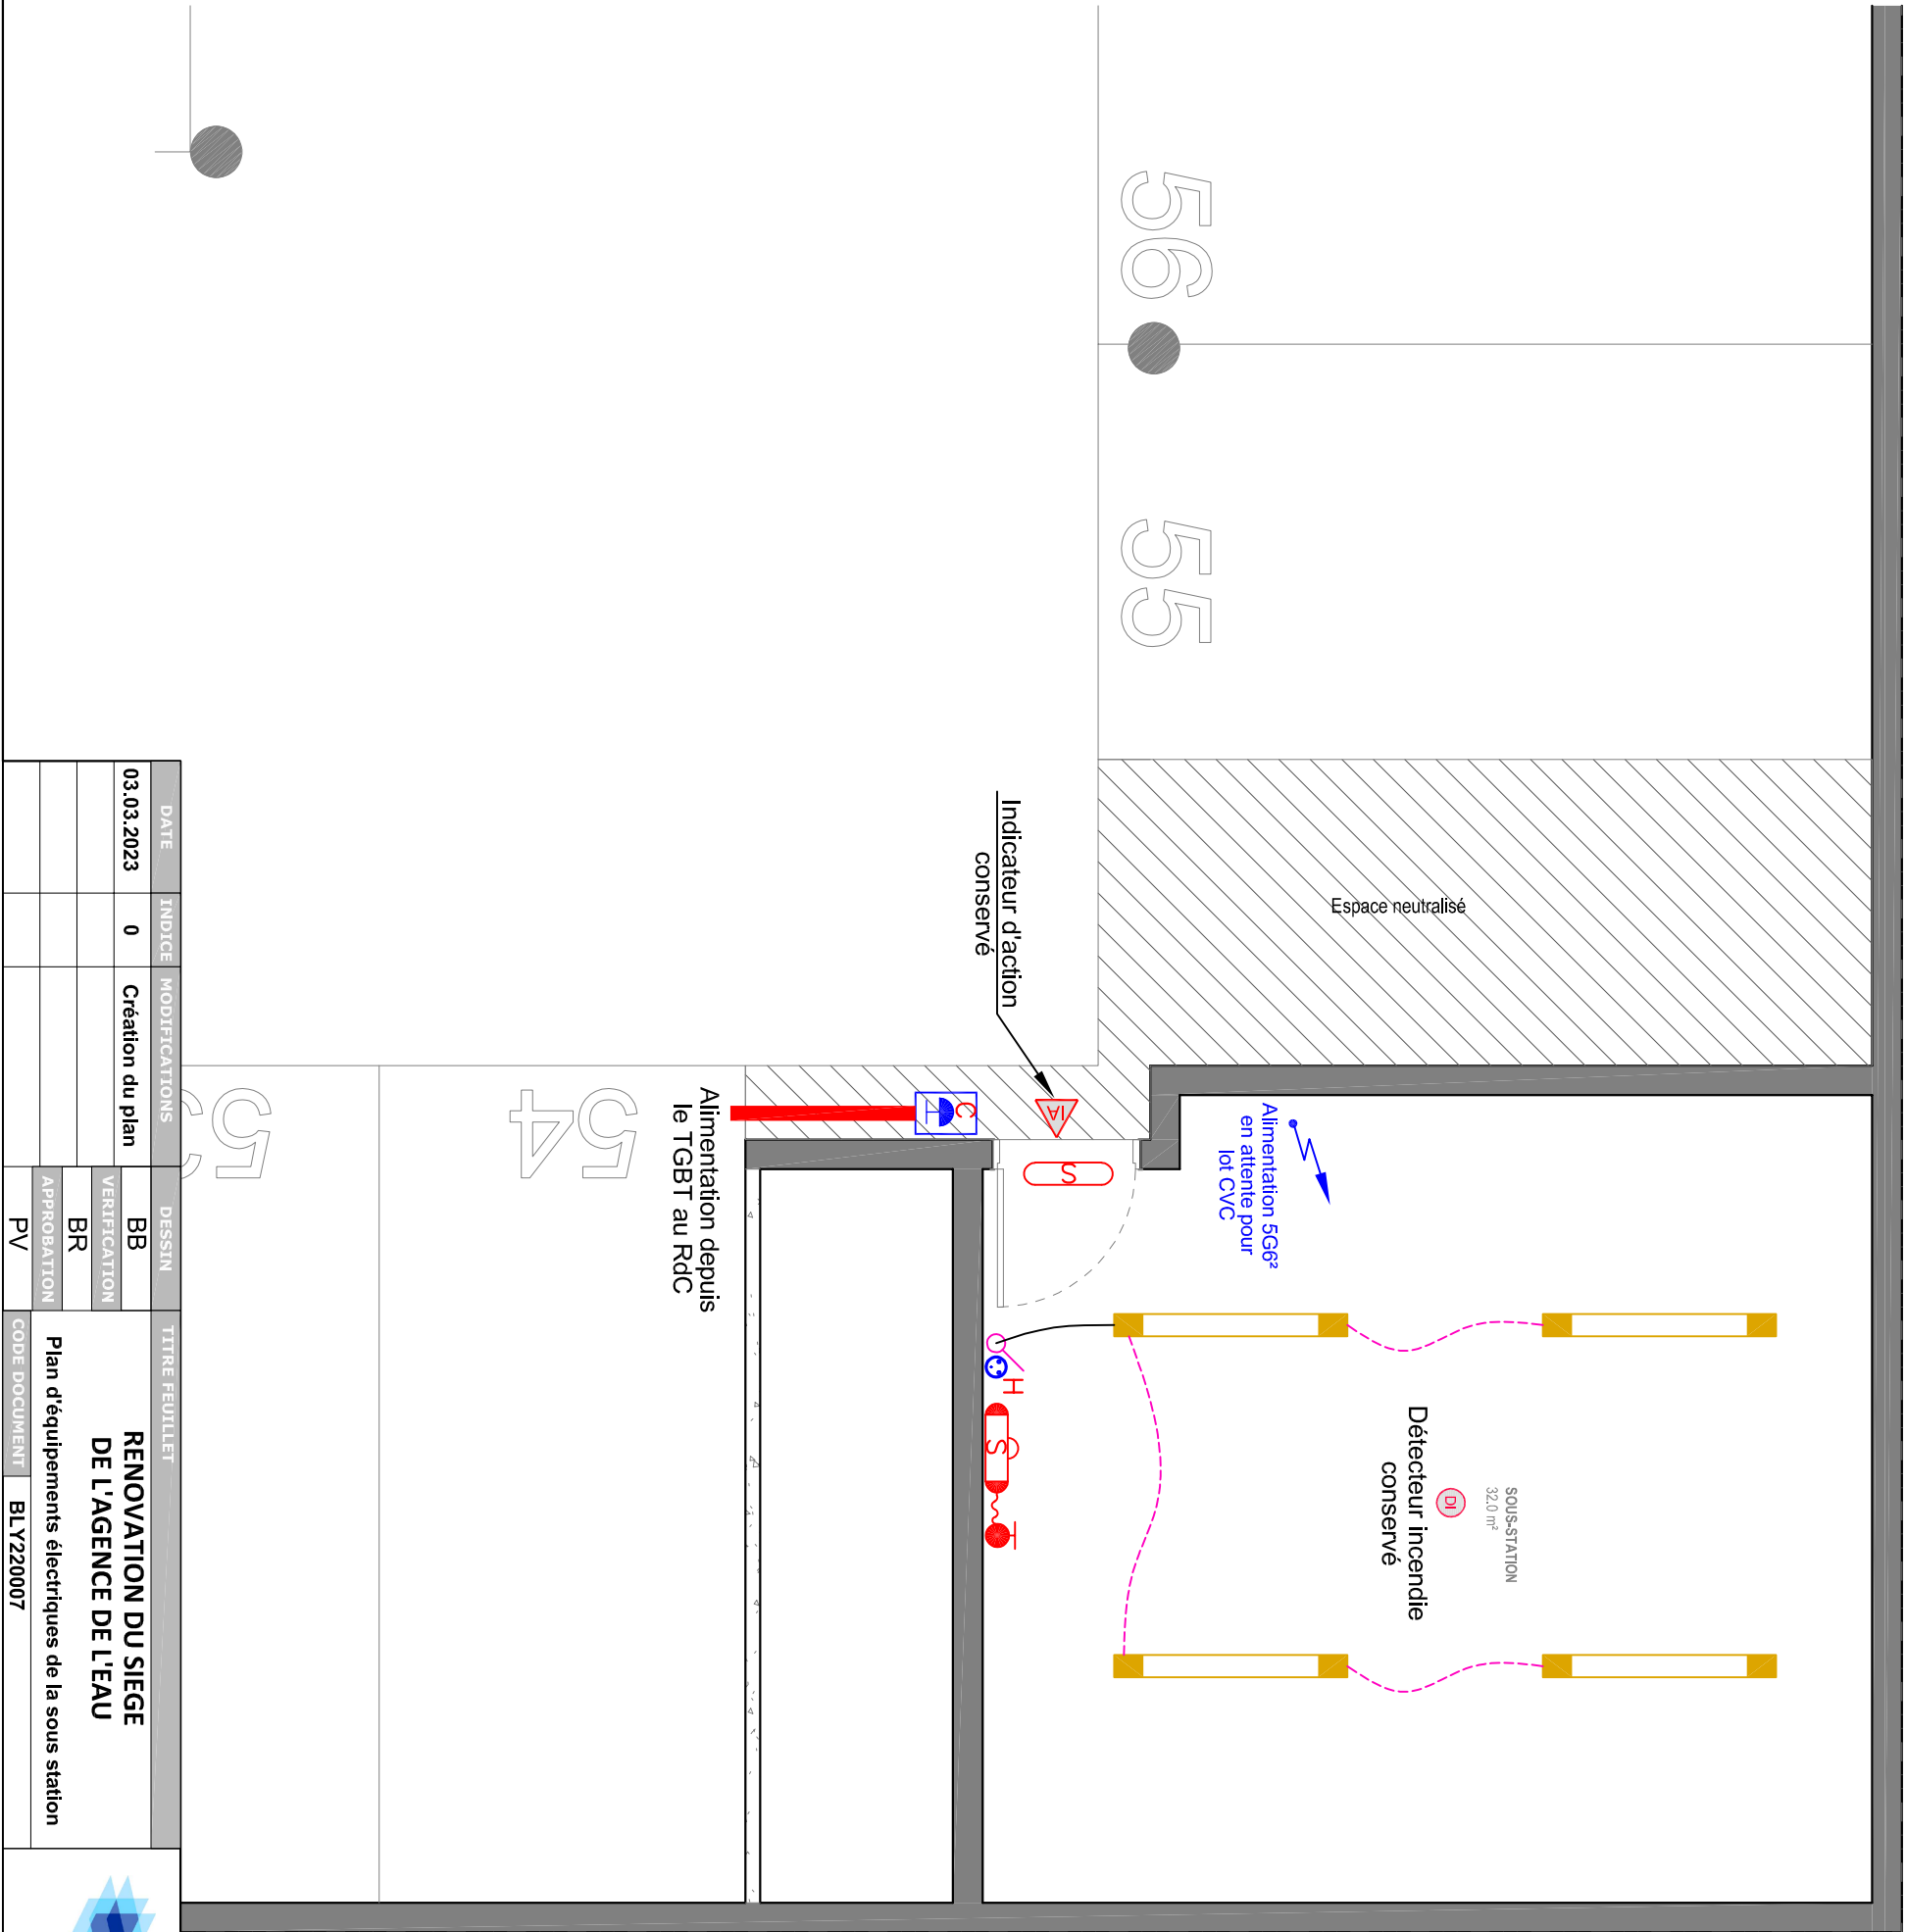 56
55
Espace neutralisé
Indicateur d'action
conservé
IA
C
S
Alimentation 5G6²
en attente pour
lot CVC
SOUS-STATION
32.0 m²
DI
Détecteur incendie
conservé
H
S
Alimentation depuis
le TGBT au RdC
54
53
DATE
INDICE
MODIFICATIONS
DESSIN
TITRE FEUILLET
03.03.2023
0
Création du plan
BB
VERIFICATION
BR
APPROBATION
PV
RENOVATION DU SIEGE
DE L'AGENCE DE L'EAU
Plan d'équipements électriques de la sous station
CODE DOCUMENT
BLY220007